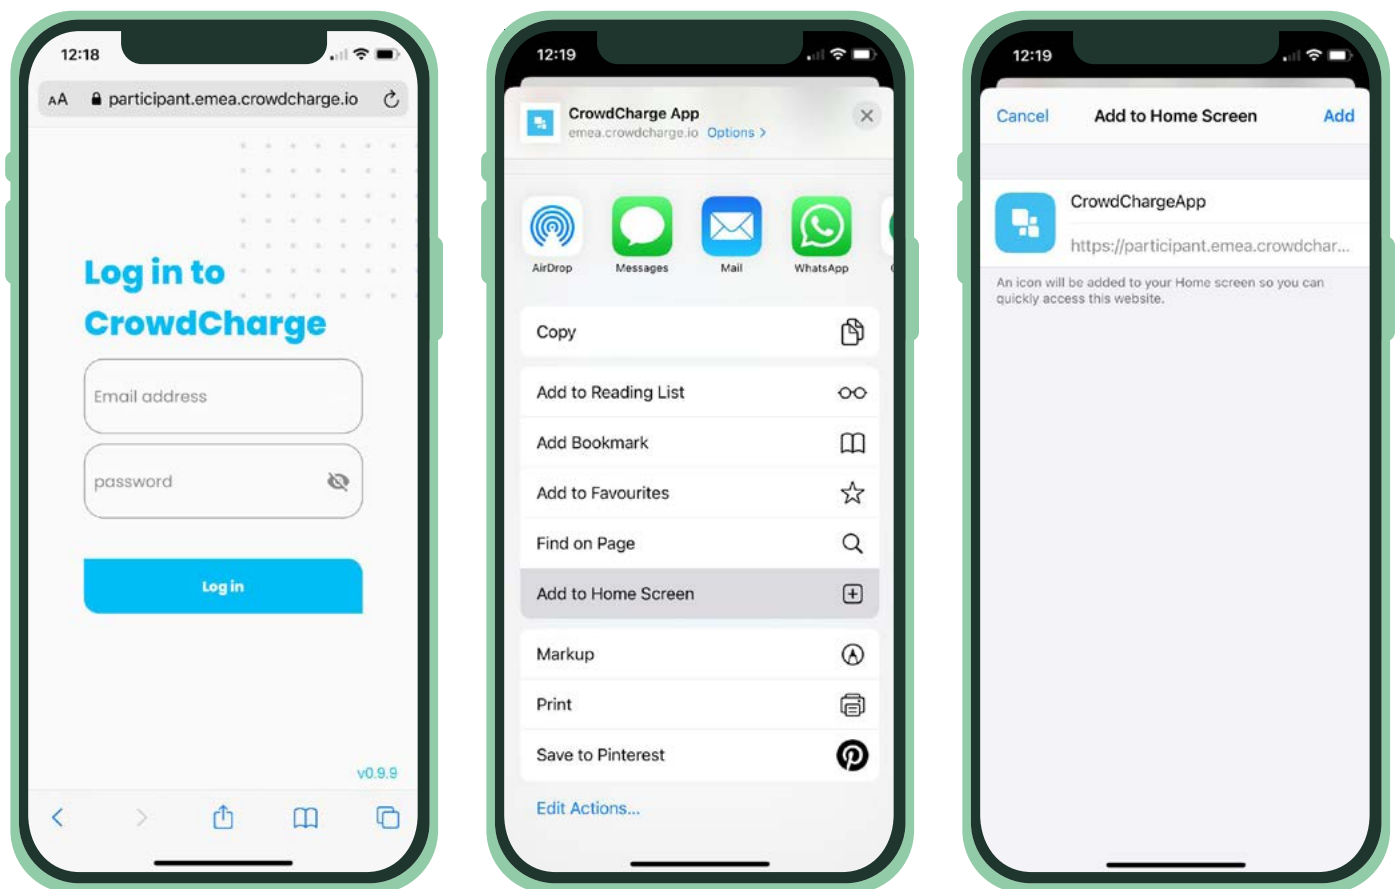 12:18
AA participant.emea.crowdcharge.io
Log in to
CrowdCharge
Email address
password
Log in
v0.9.9
12:19
CrowdCharge App
emea.crowdcharge.io Options >
AirDrop Messages Mail WhatsApp
Copy
Add to Reading List
Add Bookmark
Add to Favourites
Find on Page
Add to Home Screen
Markup
Print
Save to Pinterest
Edit Actions...
12:19
Cancel Add to Home Screen Add
CrowdChargeApp
https://participant.emea.crowdchar...
An icon will be added to your Home screen so you can
quickly access this website.